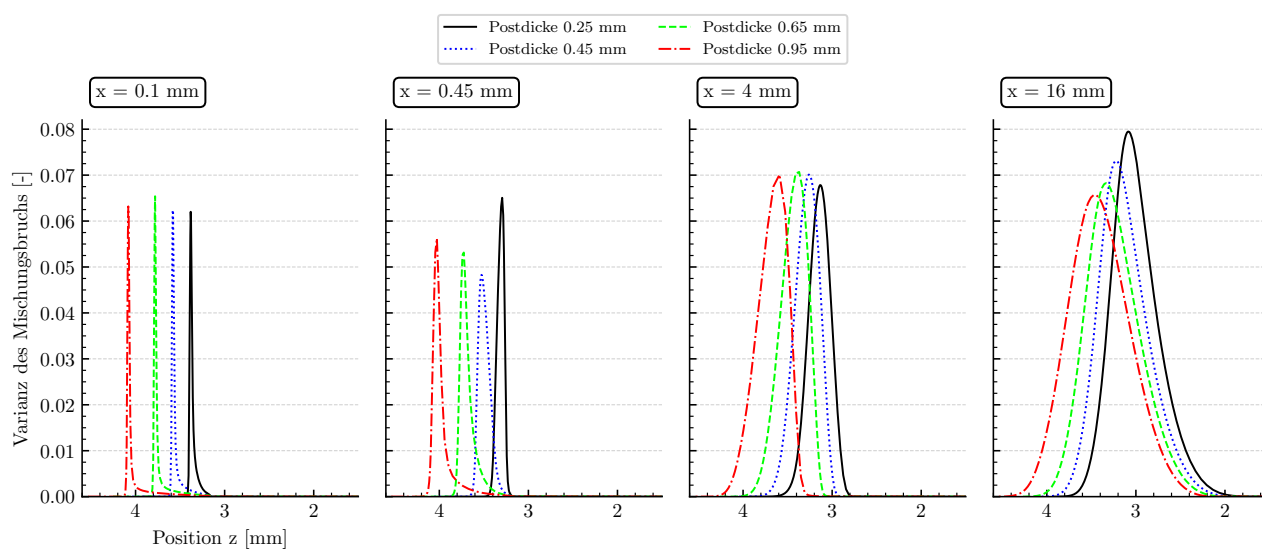 Postdicke 0.25 mm
Postdicke 0.45 mm
Postdicke 0.65 mm
Postdicke 0.95 mm
x = 0.1 mm
x = 0.45 mm
x = 4 mm
x = 16 mm
Varianz des Mischungsbruchs [-]
0.08
0.07
0.06
0.05
0.04
0.03
0.02
0.01
0.00
4 3 2
4 3 2
4 3 2
4 3 2
Position z [mm]